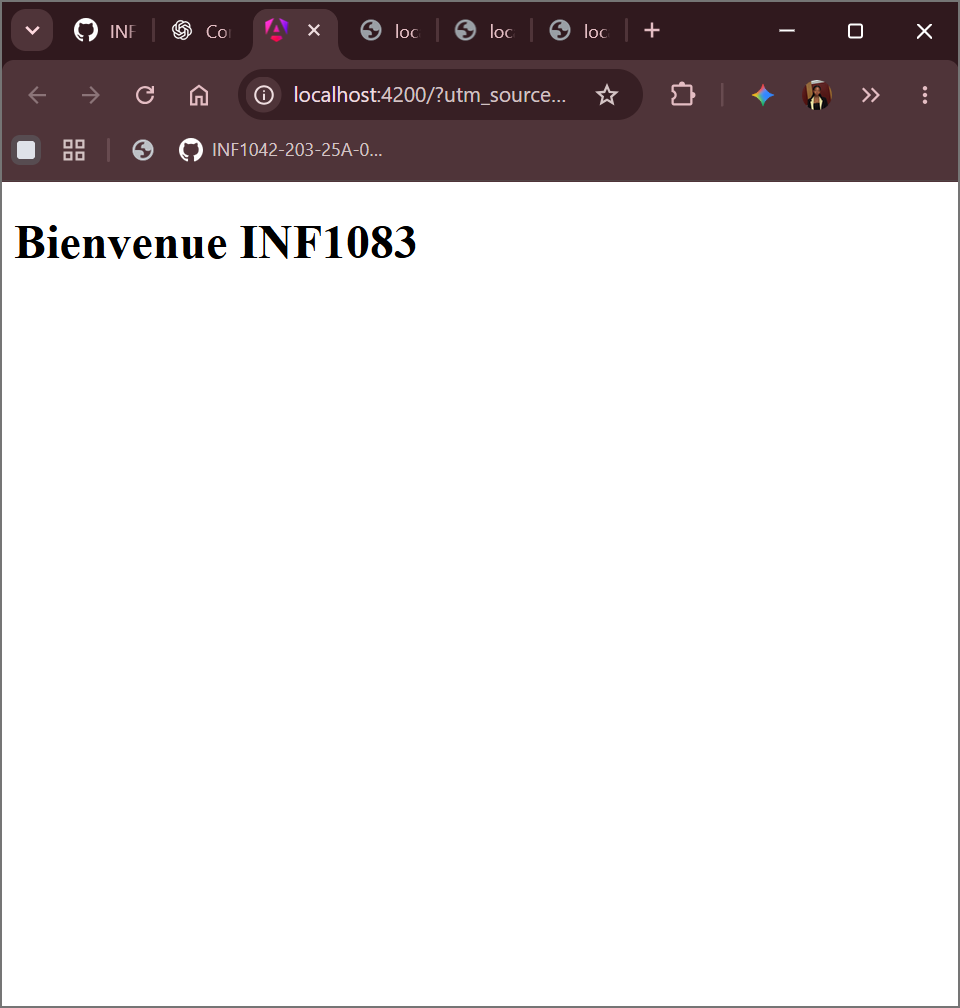 INF
Co
loc
loc
loc
localhost:4200/?utm_source...
INF1042-203-25A-0...
Bienvenue INF1083